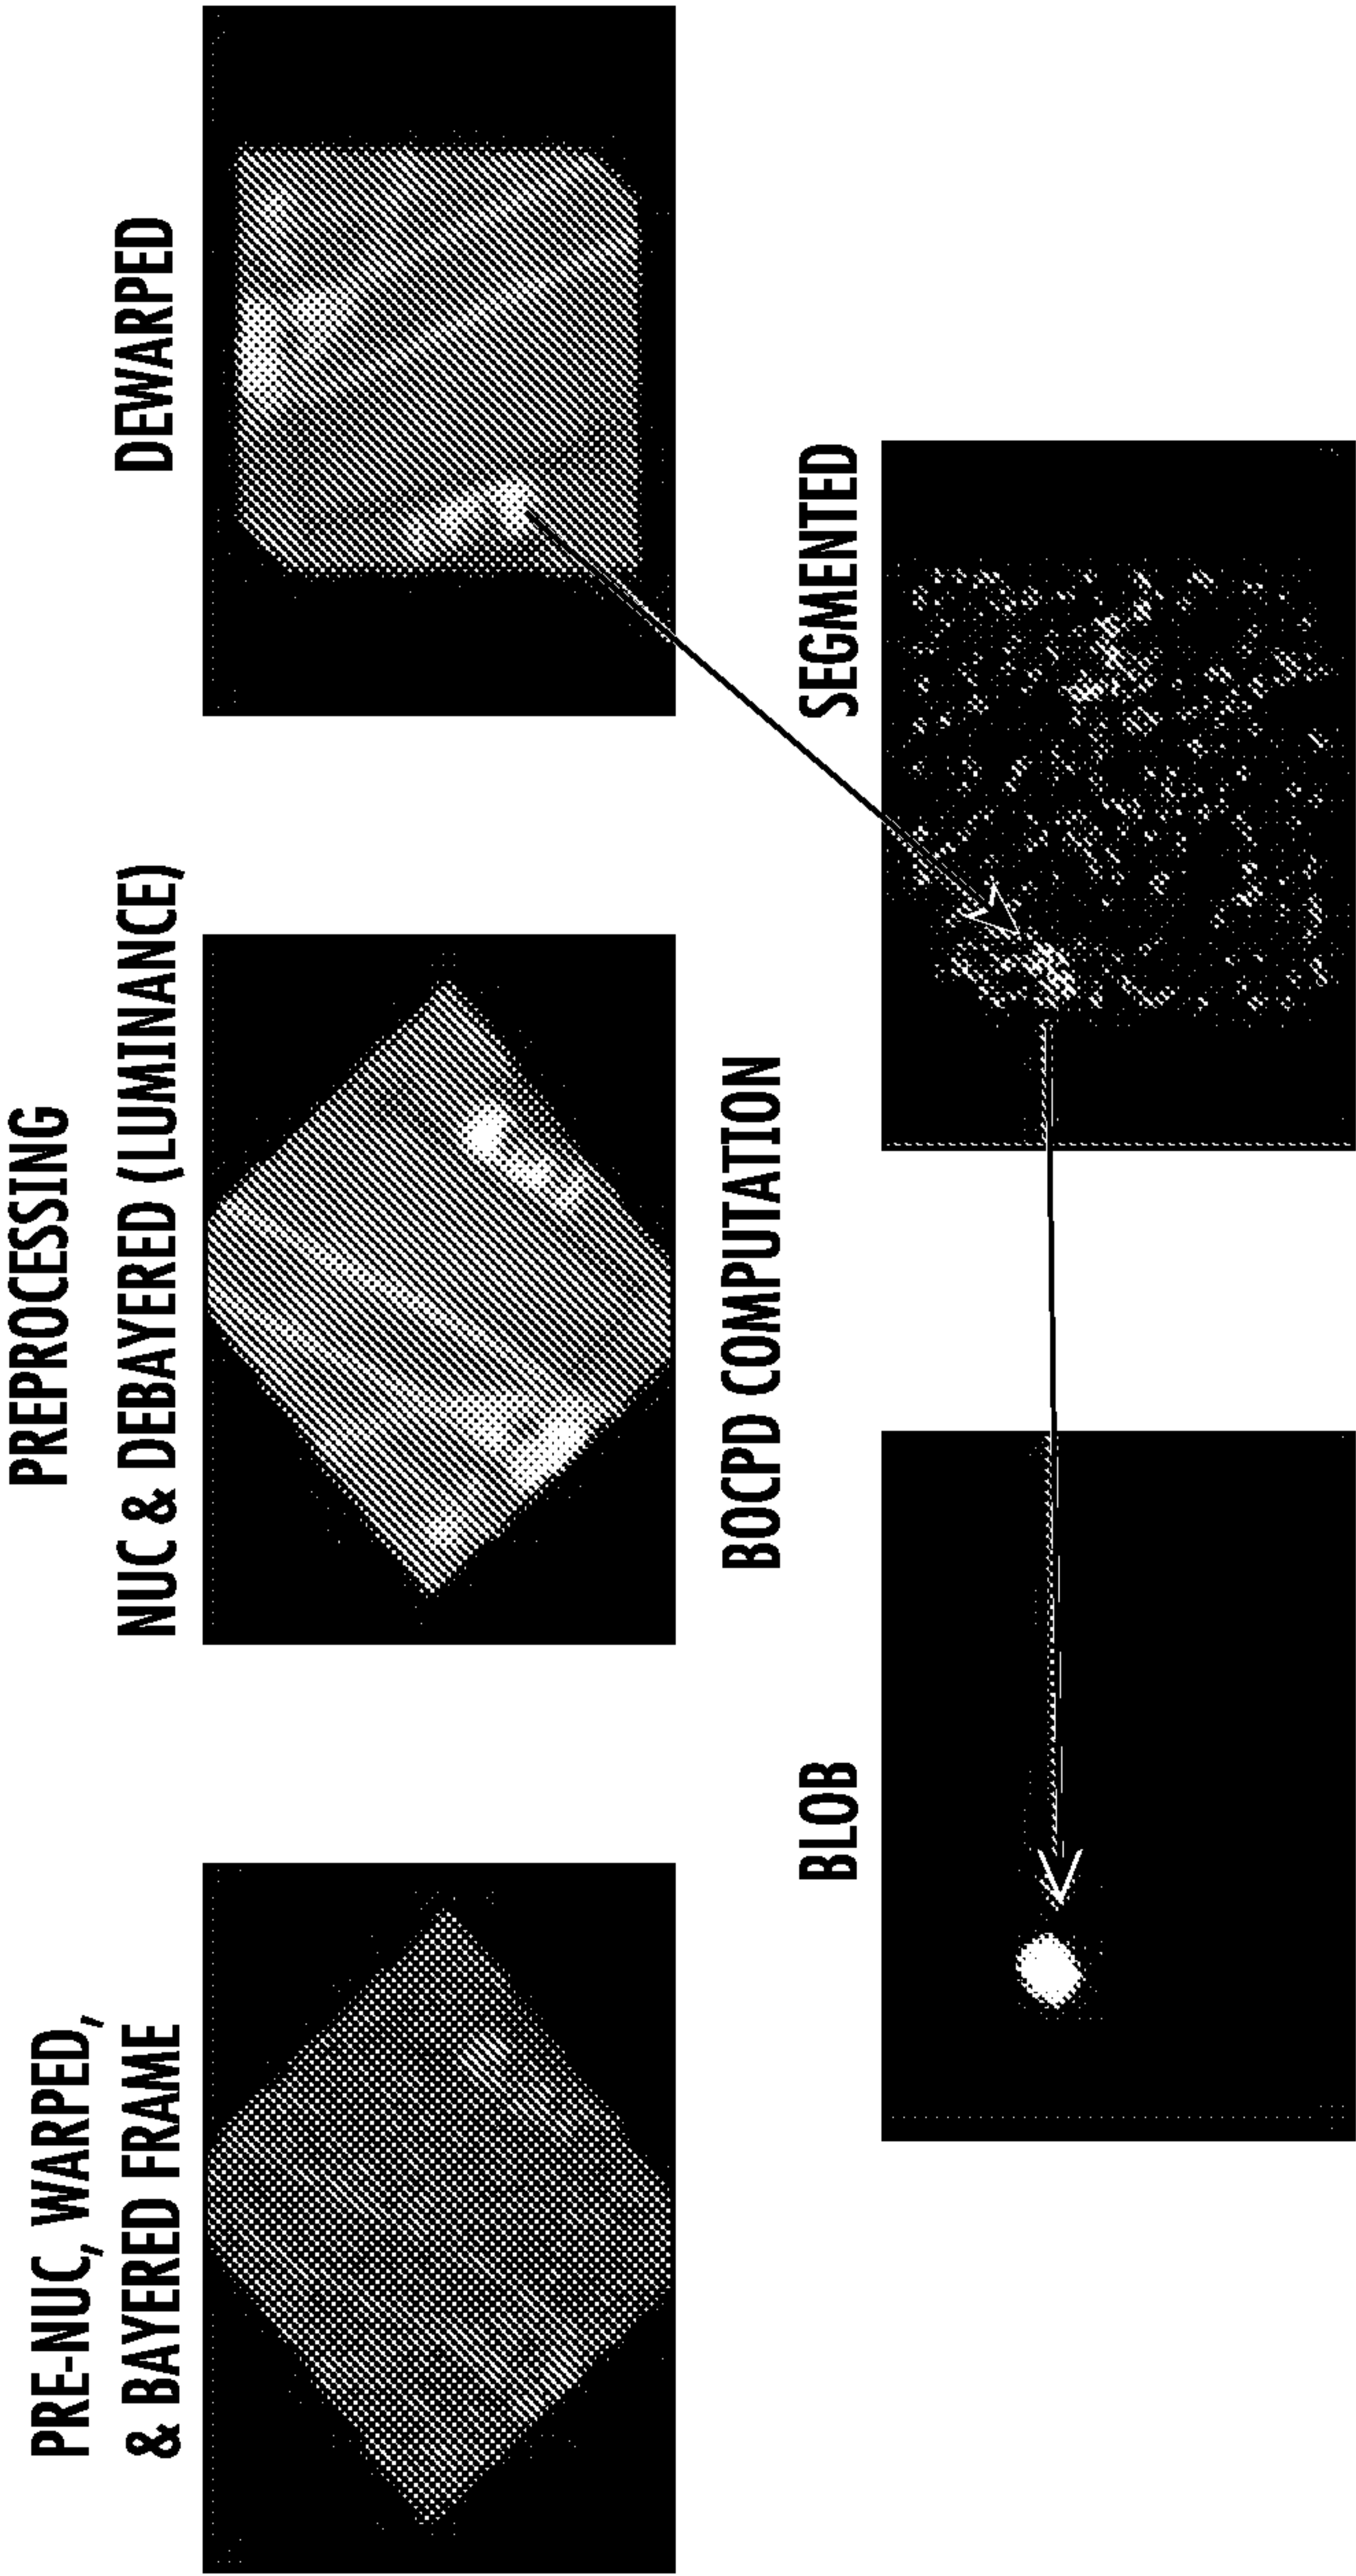 PREPROCESSING
PRE-NUC, WARPED,
& BAYERED FRAME
NUC & DEBAYERED (LUMINANCE)
DEWARPED
BOCPD COMPUTATION
BLOB
SEGMENTED